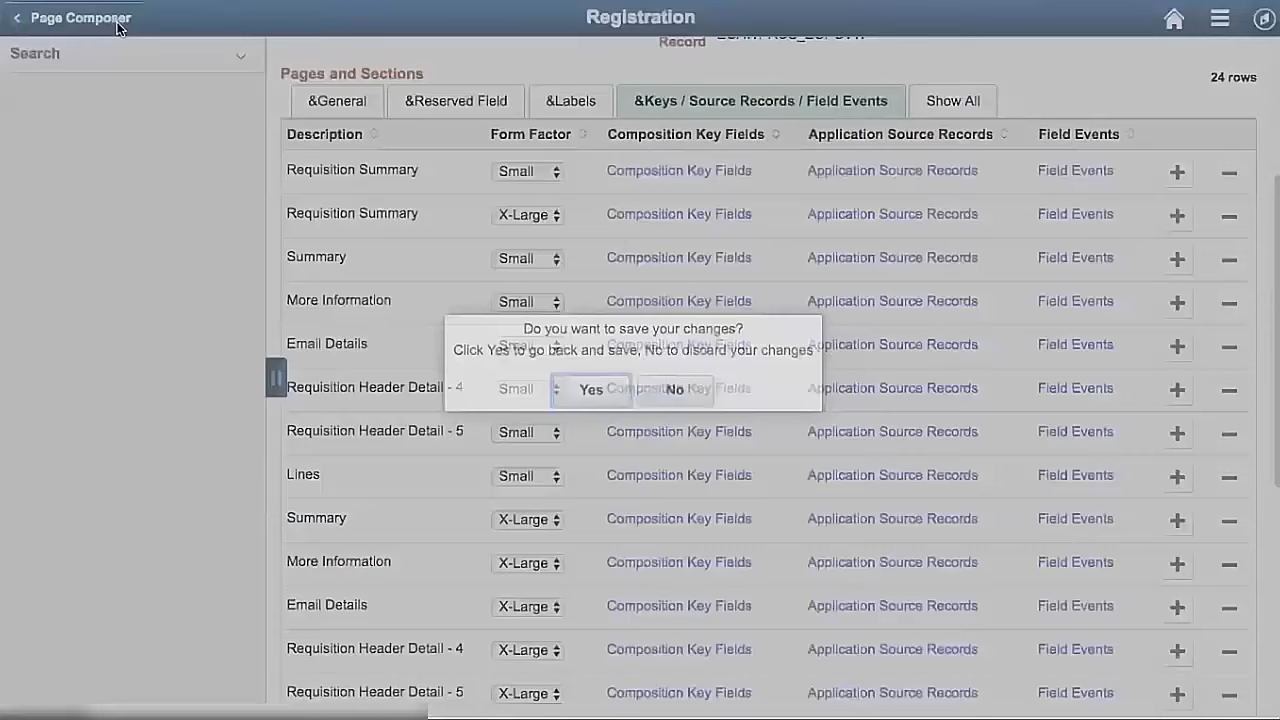 Page Composer
Registration
Search
Record
Pages and Sections
24 rows
&General &Reserved Field &Labels &Keys / Source Records / Field Events Show All
Description Form Factor Composition Key Fields Application Source Records Field Events
Requisition Summary Small Composition Key Fields Application Source Records Field Events
Requisition Summary X-Large Composition Key Fields Application Source Records Field Events
Summary Small Composition Key Fields Application Source Records Field Events
More Information Small Composition Key Fields Application Source Records Field Events
Do you want to save your changes?
Email Details Small Application Source Records Field Events
Click Yes to go back and save, No to discard your changes
Requisition Header Detail - 4 Small Composition Key Fields Application Source Records Field Events
Yes No
Requisition Header Detail - 5 Small Composition Key Fields Application Source Records Field Events
Lines Small Composition Key Fields Application Source Records Field Events
Summary X-Large Composition Key Fields Application Source Records Field Events
More Information X-Large Composition Key Fields Application Source Records Field Events
Email Details X-Large Composition Key Fields Application Source Records Field Events
Requisition Header Detail - 4 X-Large Composition Key Fields Application Source Records Field Events
Requisition Header Detail - 5 X-Large Composition Key Fields Application Source Records Field Events